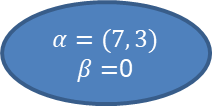 α = (7, 3)
β =0